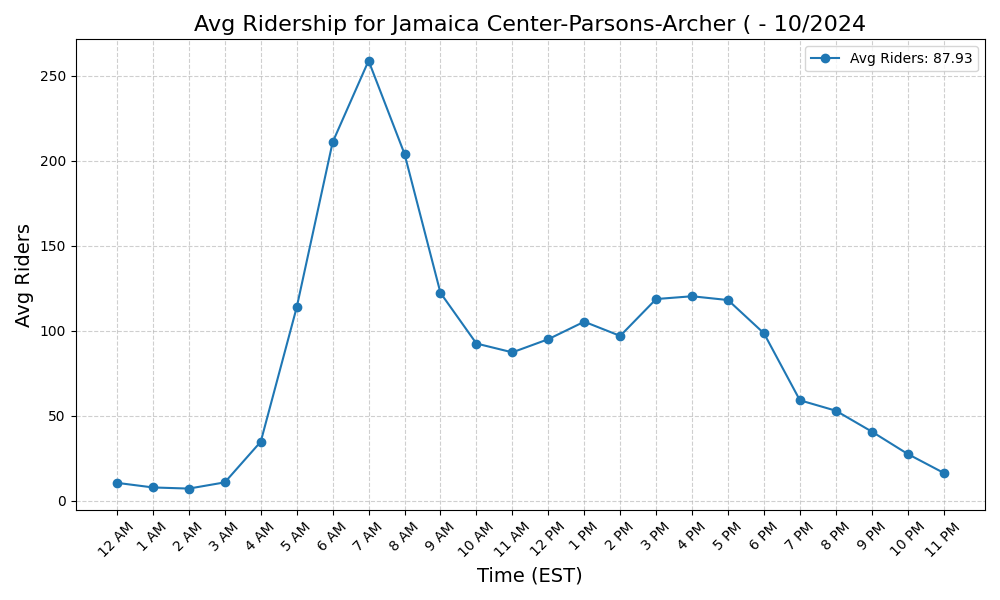 Avg Ridership for Jamaica Center-Parsons-Archer ( - 10/2024
Avg Riders: 87.93
Avg Riders
250
200
150
100
50
0
12 AM
1 AM
2 AM
3 AM
4 AM
5 AM
6 AM
7 AM
8 AM
9 AM
10 AM
11 AM
12 PM
1 PM
2 PM
3 PM
4 PM
5 PM
6 PM
7 PM
8 PM
9 PM
10 PM
11 PM
Time (EST)